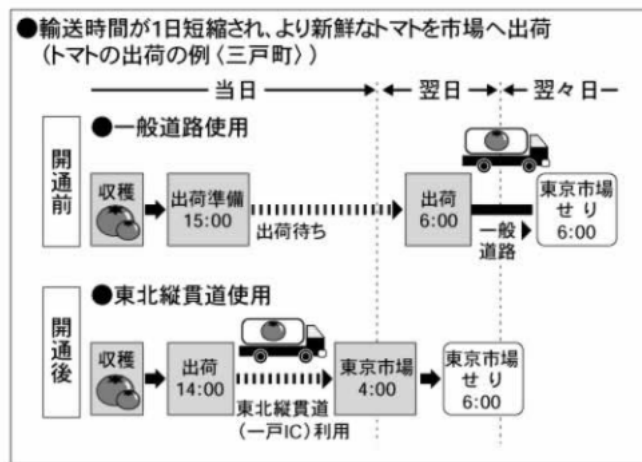 ●輸送時間が1日短縮され、より新鮮なトマトを市場へ出荷
(トマトの出荷の例〈三戸町〉)
当日
翌日
翌々日
開通前
●一般道路使用
収穫
出荷準備
15:00
出荷待ち
出荷
6:00
一般
道路
東京市場
せり
6:00
開通後
●東北縦貫道使用
収穫
出荷
14:00
東北縦貫道
(一戸IC)利用
東京市場
4:00
東京市場
せり
6:00